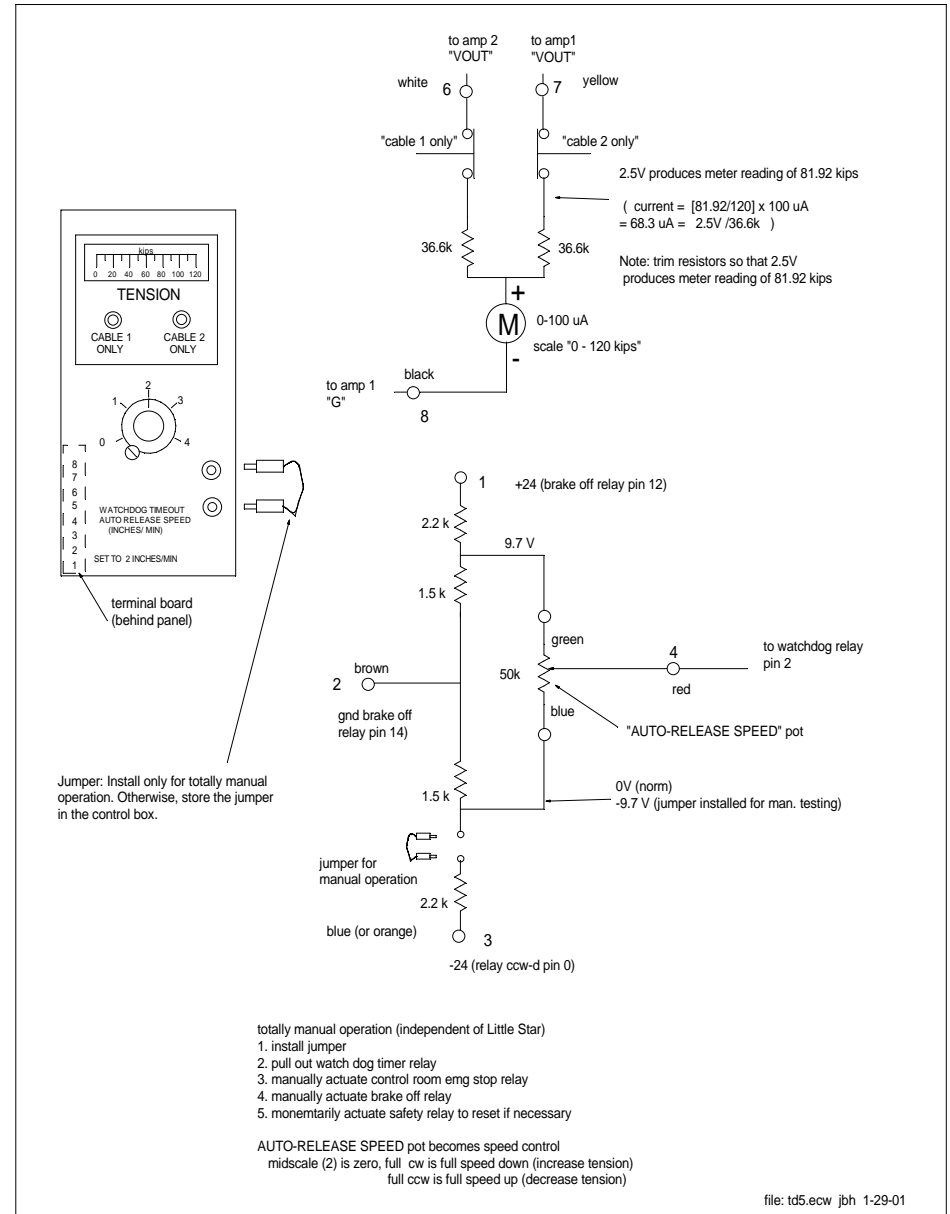 to amp 2
"VOUT"
to amp1
"VOUT"
white
6
7
yellow
"cable 1 only"
"cable 2 only"
2.5V produces meter reading of 81.92 kips
( current = [81.92/120] x 100 uA
= 68.3 uA = 2.5V /36.6k )
36.6k
36.6k
Note: trim resistors so that 2.5V
produces meter reading of 81.92 kips
+
M
0-100 uA
scale "0 - 120 kips"
-
to amp 1
"G"
black
8
kips
0 20 40 60 80 100 120
TENSION
CABLE 1
ONLY
CABLE 2
ONLY
0
1
2
3
4
8
7
6
5
4
3
2
1
WATCHDOG TIMEOUT
AUTO RELEASE SPEED
(INCHES/ MIN)
SET TO 2 INCHES/MIN
terminal board
(behind panel)
Jumper: Install only for totally manual
operation. Otherwise, store the jumper
in the control box.
1
+24 (brake off relay pin 12)
2.2 k
9.7 V
1.5 k
green
brown
2
gnd brake off
relay pin 14)
50k
4
red
to watchdog relay
pin 2
blue
"AUTO-RELEASE SPEED" pot
1.5 k
0V (norm)
-9.7 V (jumper installed for man. testing)
jumper for
manual operation
2.2 k
blue (or orange)
3
-24 (relay ccw-d pin 0)
totally manual operation (independent of Little Star)
1. install jumper
2. pull out watch dog timer relay
3. manually actuate control room emg stop relay
4. manually actuate brake off relay
5. monemtarily actuate safety relay to reset if necessary
AUTO-RELEASE SPEED pot becomes speed control
midscale (2) is zero, full cw is full speed down (increase tension)
full ccw is full speed up (decrease tension)
file: td5.ecw jbh 1-29-01